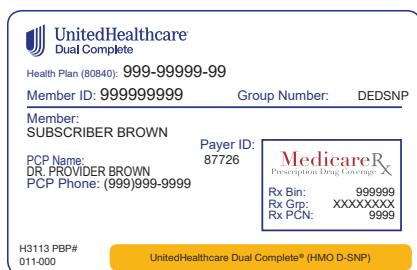 UnitedHealthcare®
Dual Complete
Health Plan (80840): 999-99999-99
Member ID: 999999999 Group Number: DEDSNP
Member:
SUBSCRIBER BROWN
PCP Name:
DR. PROVIDER BROWN
PCP Phone: (999)999-9999
Payer ID:
87726
MedicareRx
Prescription Drug Coverage
Rx Bin: 999999
Rx Grp: XXXXXXXX
Rx PCN: 9999
H3113 PBP#
011-000
UnitedHealthcare Dual Complete® (HMO D-SNP)